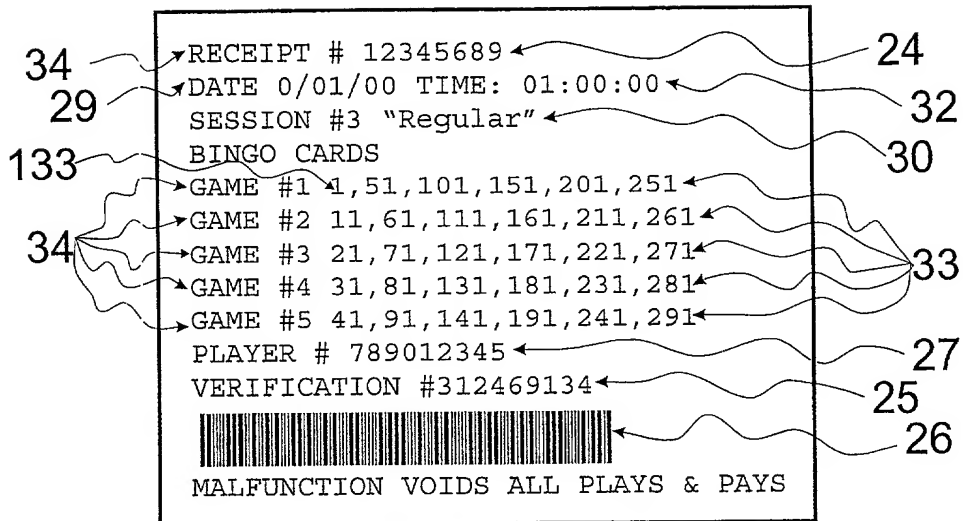 34 RECEIPT # 12345689 24
29 DATE 0/01/00 TIME: 01:00:00 32
SESSION #3 “Regular” 30
133 BINGO CARDS
GAME #1 1,51,101,151,201,251
GAME #2 11,61,111,161,211,261
34 GAME #3 21,71,121,171,221,271 33
GAME #4 31,81,131,181,231,281
GAME #5 41,91,141,191,241,291
PLAYER # 789012345 27
VERIFICATION #312469134 25
26
MALFUNCTION VOIDS ALL PLAYS & PAYS